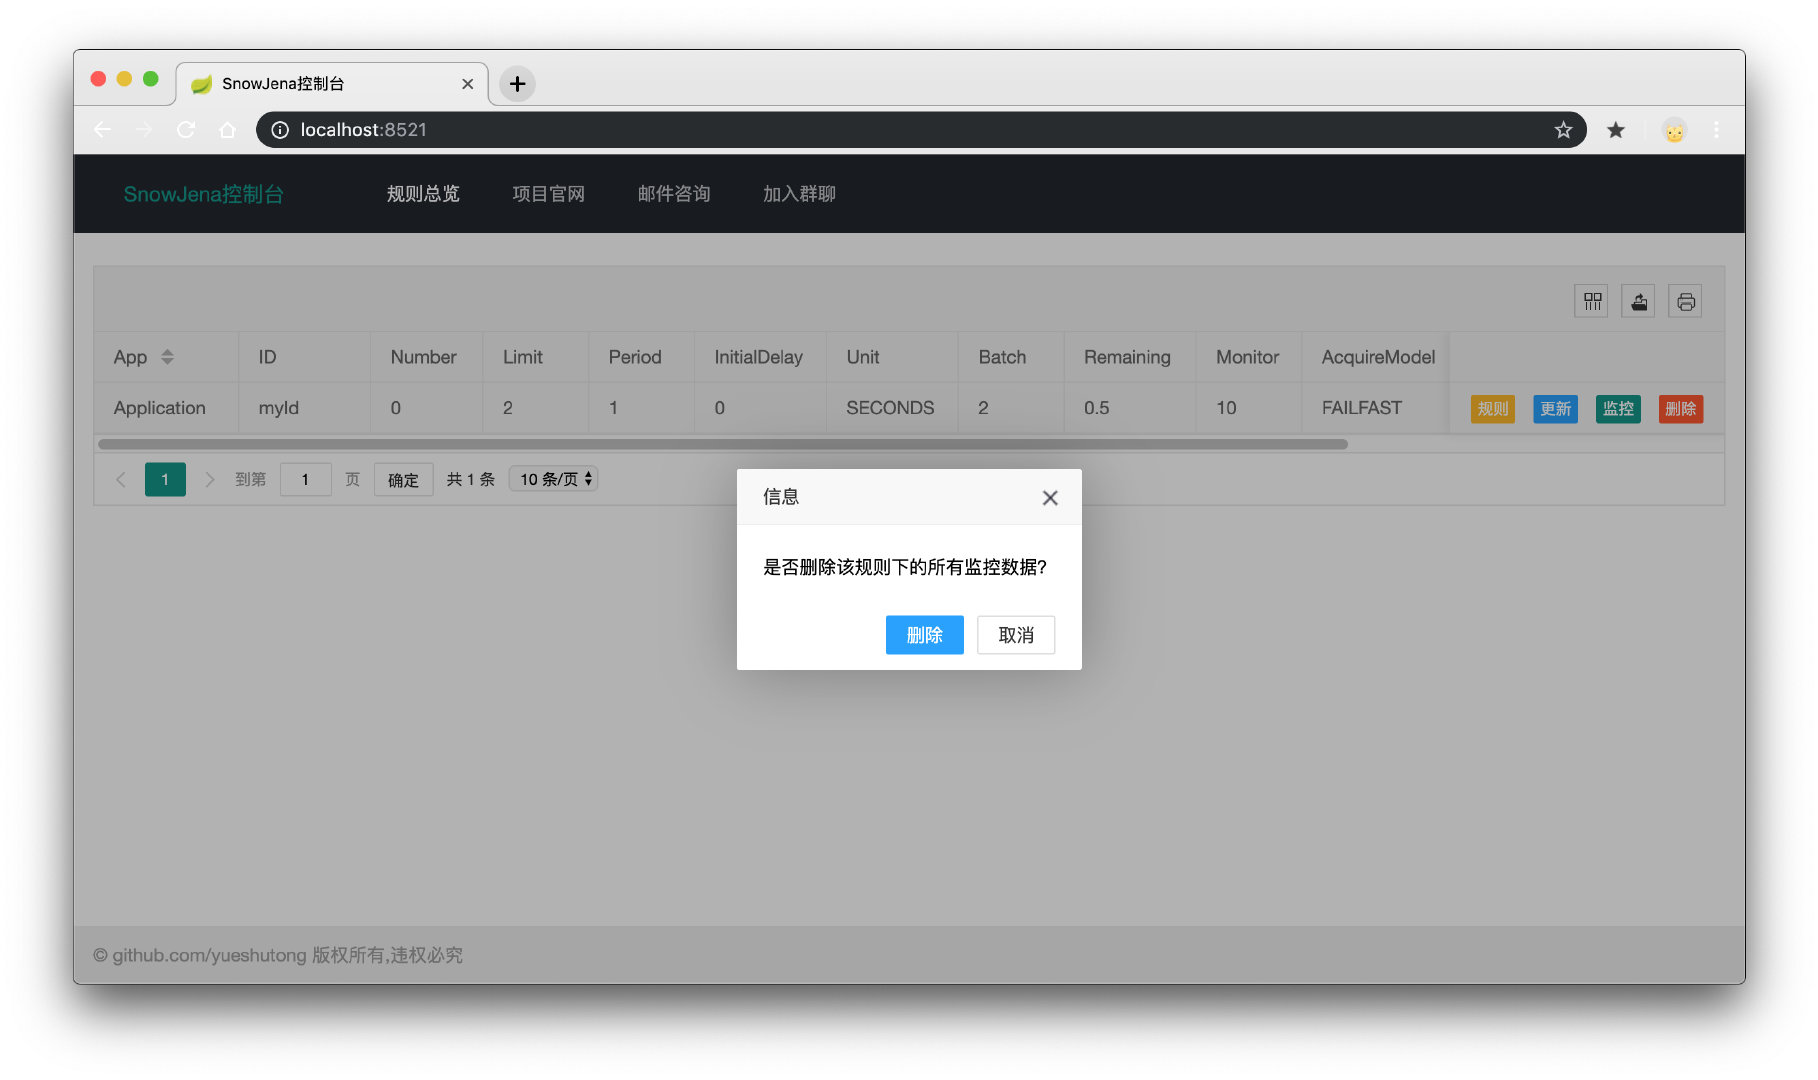 SnowJena控制台
localhost:8521
SnowJena控制台 规则总览 项目官网 邮件咨询 加入群聊
App ID Number Limit Period InitialDelay Unit Batch Remaining Monitor AcquireModel
Application myId 0 2 1 0 SECONDS 2 0.5 10 FAILFAST 规则 更新 监控 删除
1 到第 1 页 确定 共 1 条 10 条/页
信息
是否删除该规则下的所有监控数据?
删除 取消
© github.com/yueshutong 版权所有,违权必究